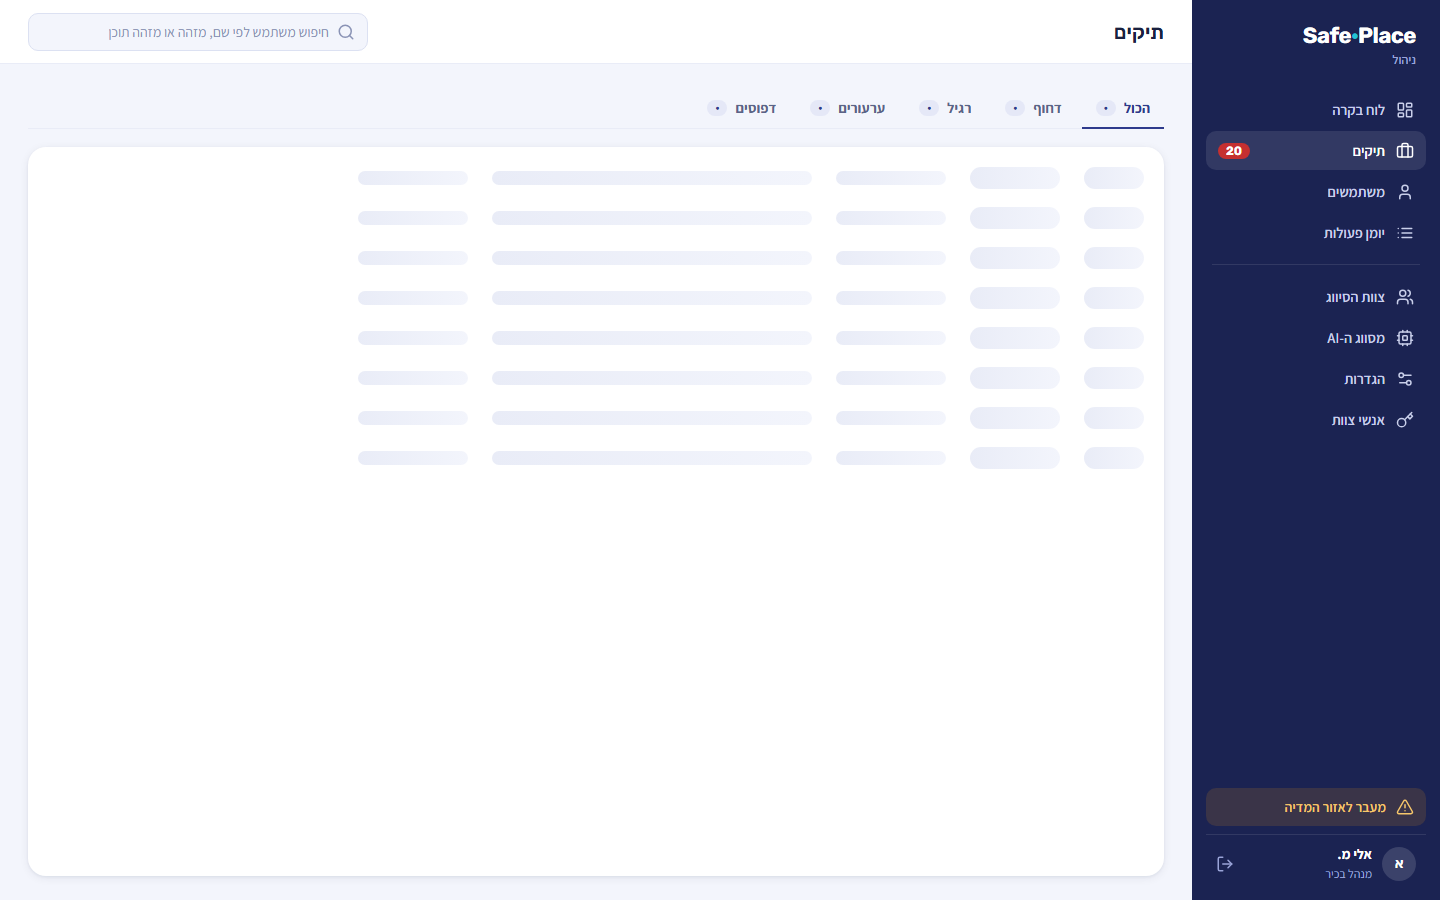 Safe•Place
ניהול
לוח בקרה
תיקים
20
משתמשים
יומן פעולות
צוות הסיווג
מסווג ה-AI
הגדרות
אנשי צוות
מעבר לאזור המדיה
א
אלי מ.
מנהל בכיר
תיקים
חיפוש משתמש לפי שם, מזהה או מזהה תוכן
הכול • דחוף • רגיל • ערעורים • דפוסים •